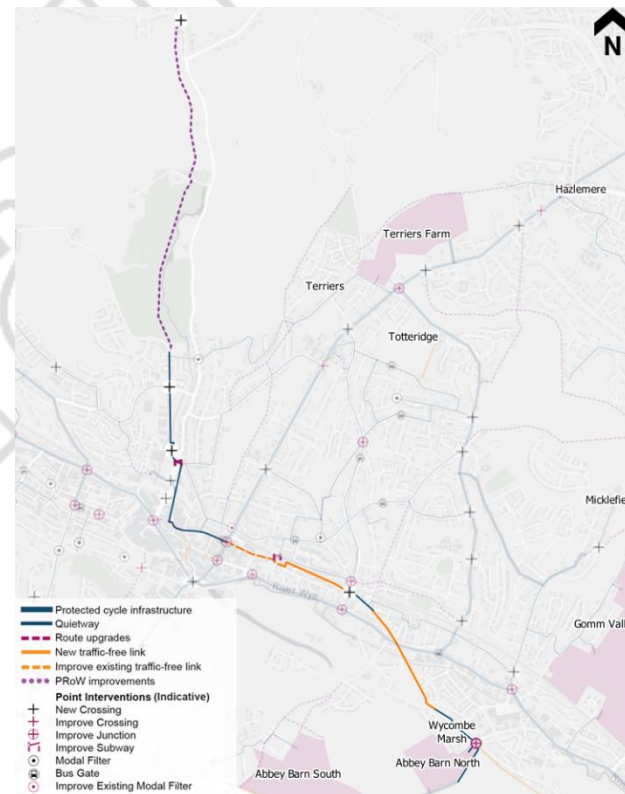 N
Hazlemere
Terriers Farm
Terriers
Totteridge
Micklefie
River Wye
Gomm Vall
Wycombe
Marsh
Abbey Barn North
Abbey Barn South
Protected cycle infrastructure
Quietway
Route upgrades
New traffic-free link
Improve existing traffic-free link
PRoW improvements
Point Interventions (Indicative)
New Crossing
Improve Crossing
Improve Junction
Improve Subway
Modal Filter
Bus Gate
Improve Existing Modal Filter